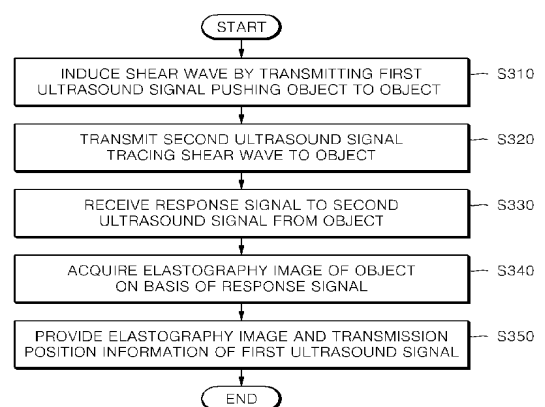 START
INDUCE SHEAR WAVE BY TRANSMITTING FIRST
ULTRASOUND SIGNAL PUSHING OBJECT TO OBJECT
S310
TRANSMIT SECOND ULTRASOUND SIGNAL
TRACING SHEAR WAVE TO OBJECT
S320
RECEIVE RESPONSE SIGNAL TO SECOND
ULTRASOUND SIGNAL FROM OBJECT
S330
ACQUIRE ELASTOGRAPHY IMAGE OF OBJECT
ON BASIS OF RESPONSE SIGNAL
S340
PROVIDE ELASTOGRAPHY IMAGE AND TRANSMISSION
POSITION INFORMATION OF FIRST ULTRASOUND SIGNAL
S350
END